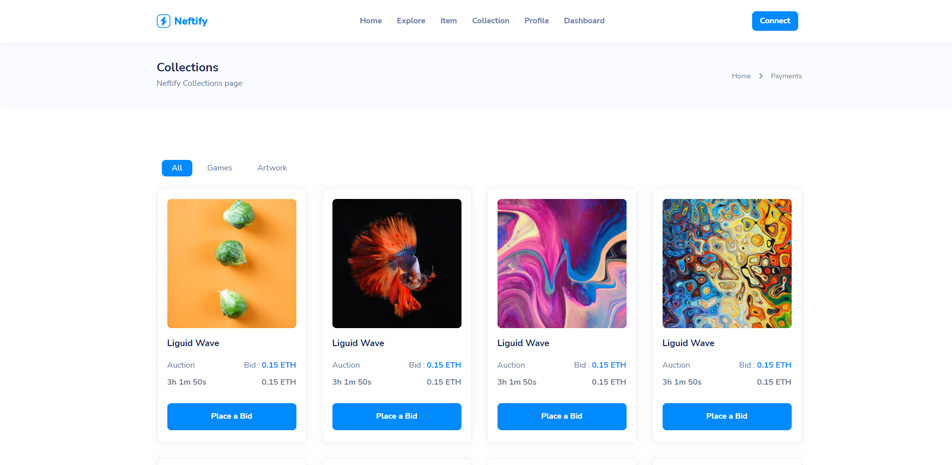 Neftify
Home Explore Item Collection Profile Dashboard
Connect
Collections
Neftify Collections page
Home > Payments
All Games Artwork
Liguid Wave
Auction Bid : 0.15 ETH
3h 1m 50s 0.15 ETH
Place a Bid
Liguid Wave
Auction Bid : 0.15 ETH
3h 1m 50s 0.15 ETH
Place a Bid
Liguid Wave
Auction Bid : 0.15 ETH
3h 1m 50s 0.15 ETH
Place a Bid
Liguid Wave
Auction Bid : 0.15 ETH
3h 1m 50s 0.15 ETH
Place a Bid